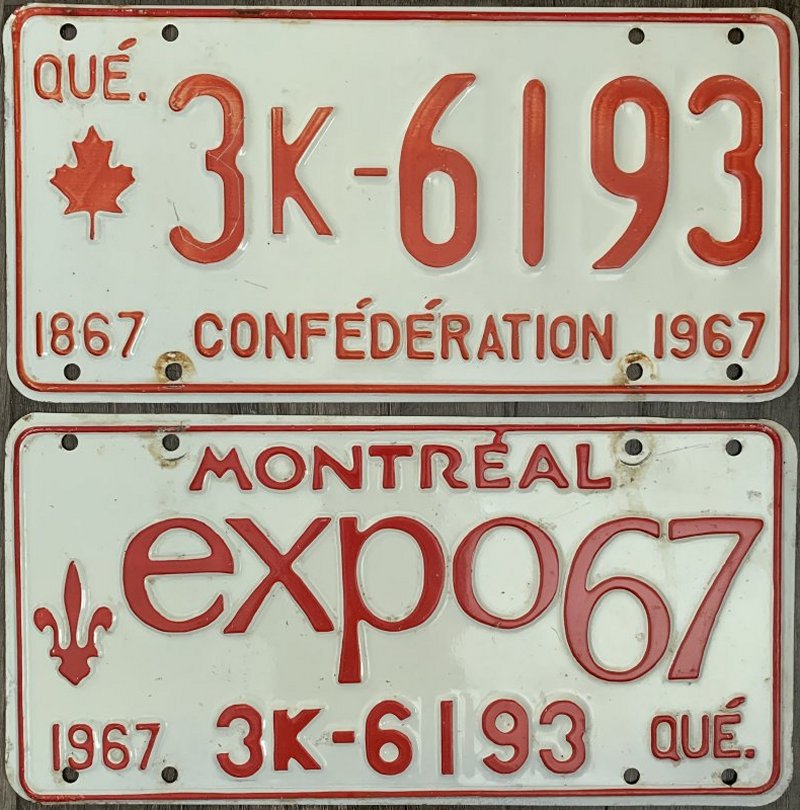 QUÉ.
3K-6193
1867 CONFÉDÉRATION 1967
MONTRÉAL
expo67
1967 3K-6193 QUÉ.